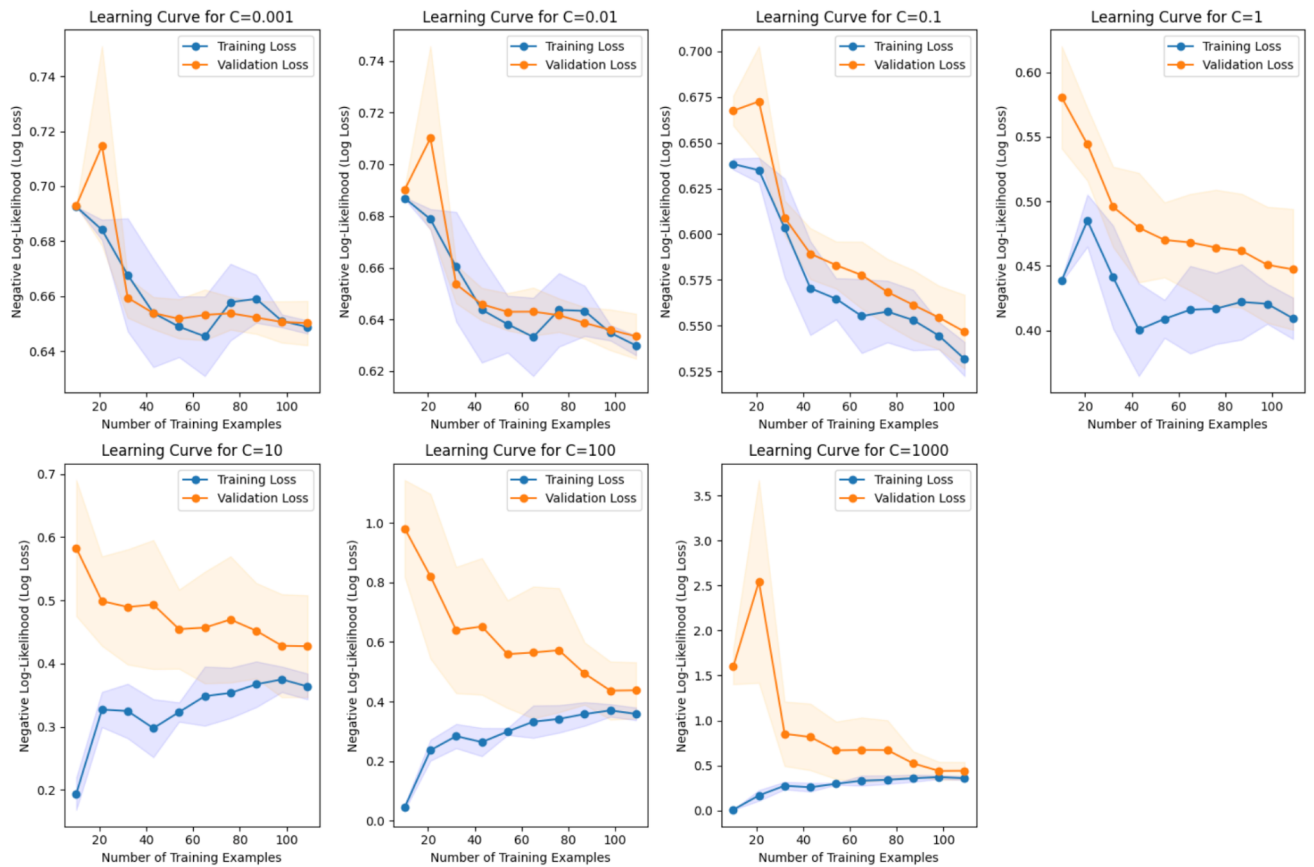 Learning Curve for C=0.001
Negative Log-Likelihood (Log Loss)
0.74
0.72
0.70
0.68
0.66
0.64
Training Loss
Validation Loss
20 40 60 80 100
Number of Training Examples
Learning Curve for C=0.01
Negative Log-Likelihood (Log Loss)
0.74
0.72
0.70
0.68
0.66
0.64
0.62
Training Loss
Validation Loss
20 40 60 80 100
Number of Training Examples
Learning Curve for C=0.1
Negative Log-Likelihood (Log Loss)
0.700
0.675
0.650
0.625
0.600
0.575
0.550
0.525
Training Loss
Validation Loss
20 40 60 80 100
Number of Training Examples
Learning Curve for C=1
Negative Log-Likelihood (Log Loss)
0.60
0.55
0.50
0.45
0.40
Training Loss
Validation Loss
20 40 60 80 100
Number of Training Examples
Learning Curve for C=10
Negative Log-Likelihood (Log Loss)
0.7
0.6
0.5
0.4
0.3
0.2
Training Loss
Validation Loss
20 40 60 80 100
Number of Training Examples
Learning Curve for C=100
Negative Log-Likelihood (Log Loss)
1.0
0.8
0.6
0.4
0.2
0.0
Training Loss
Validation Loss
20 40 60 80 100
Number of Training Examples
Learning Curve for C=1000
Negative Log-Likelihood (Log Loss)
3.5
3.0
2.5
2.0
1.5
1.0
0.5
0.0
Training Loss
Validation Loss
20 40 60 80 100
Number of Training Examples